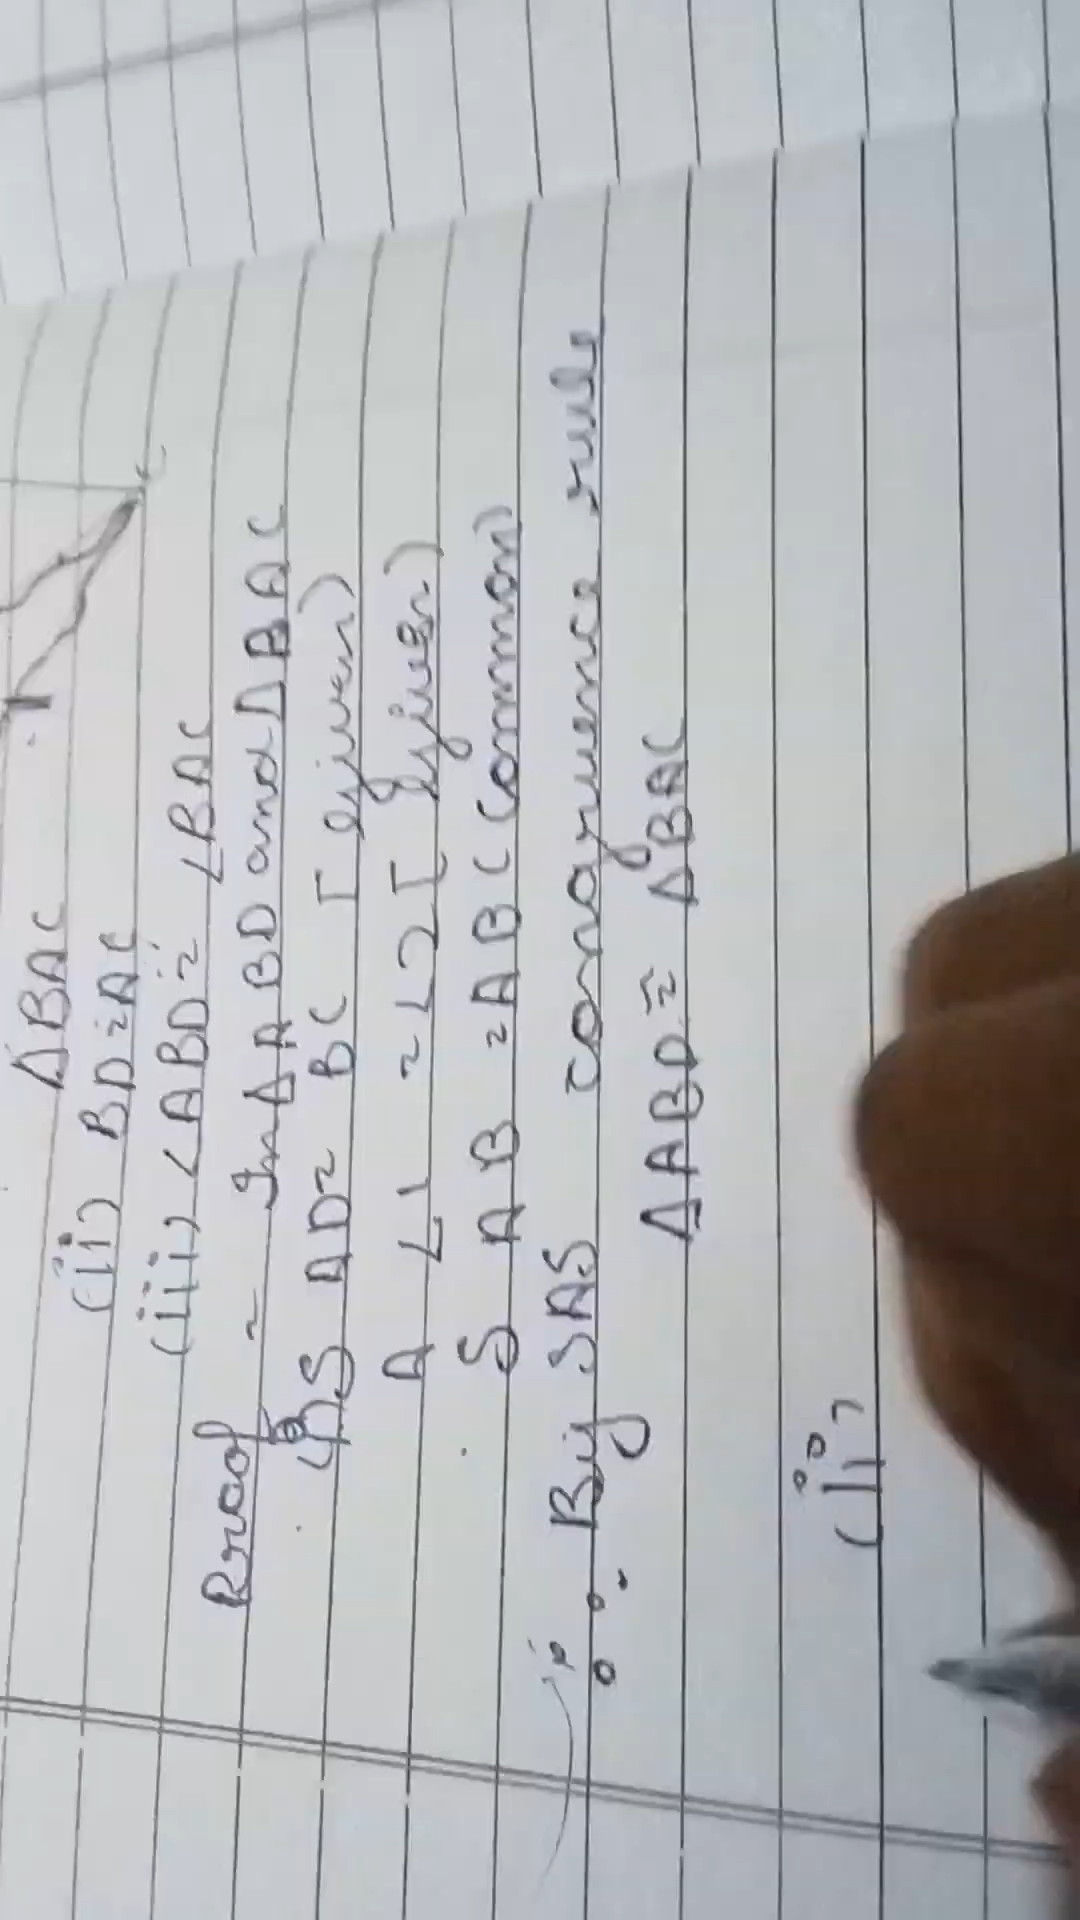 C
ΔBAC
(ii) BD=AC
(iii) <ABD= ∠BAC
Proof = In ΔABD and ΔBAC
(i) S AD= BC [given)
A ∠1 = ∠2 [given)
S AB =AB (Common)
∴ By SAS congruence rule
ΔABD≅ ΔBAC
(ii)